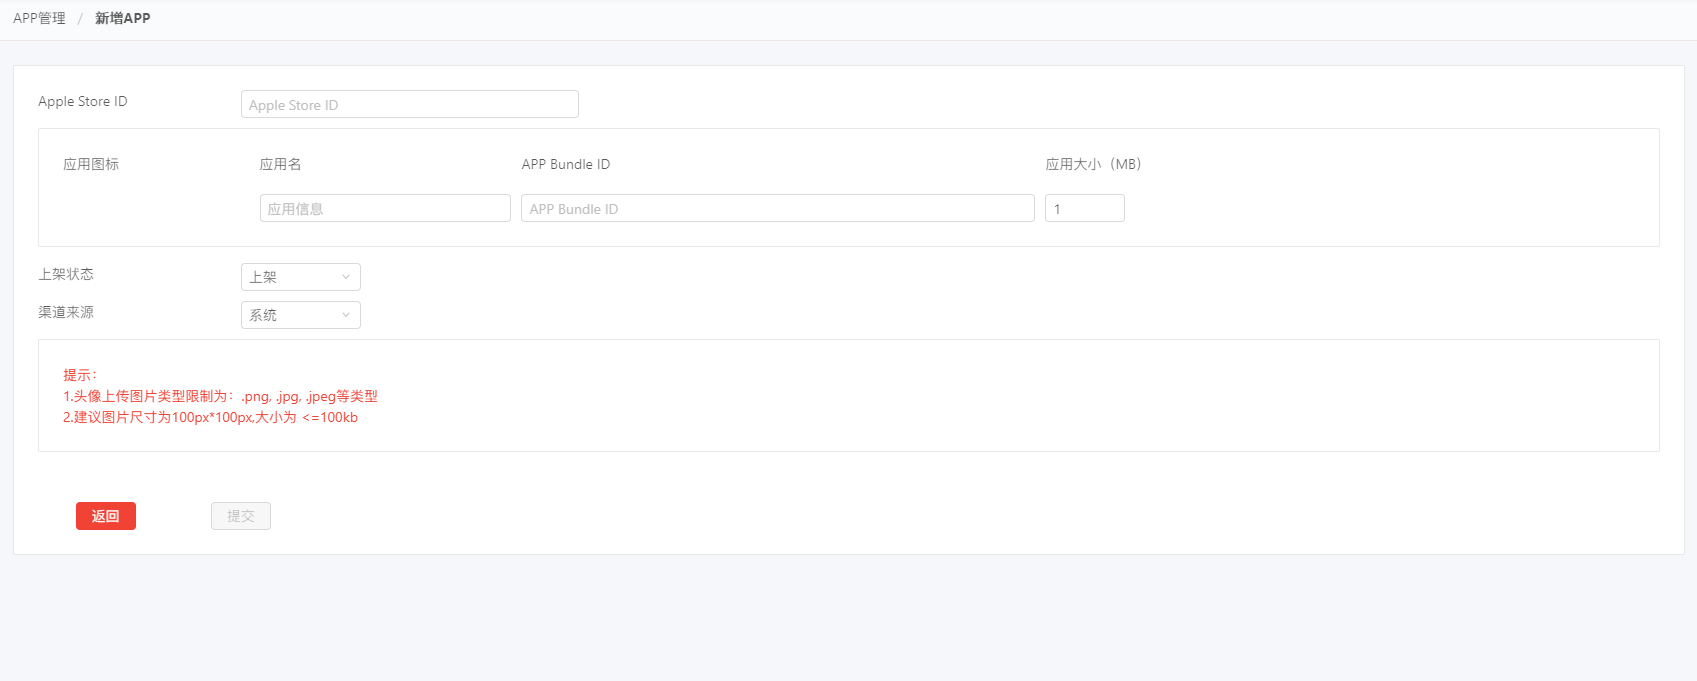 APP管理 / 新增APP
Apple Store ID
Apple Store ID
应用图标 应用名 APP Bundle ID 应用大小（MB）
应用信息 APP Bundle ID 1
上架状态 上架
渠道来源 系统
提示：
1.头像上传图片类型限制为：.png, .jpg, .jpeg等类型
2.建议图片尺寸为100px*100px,大小为 <=100kb
返回 提交